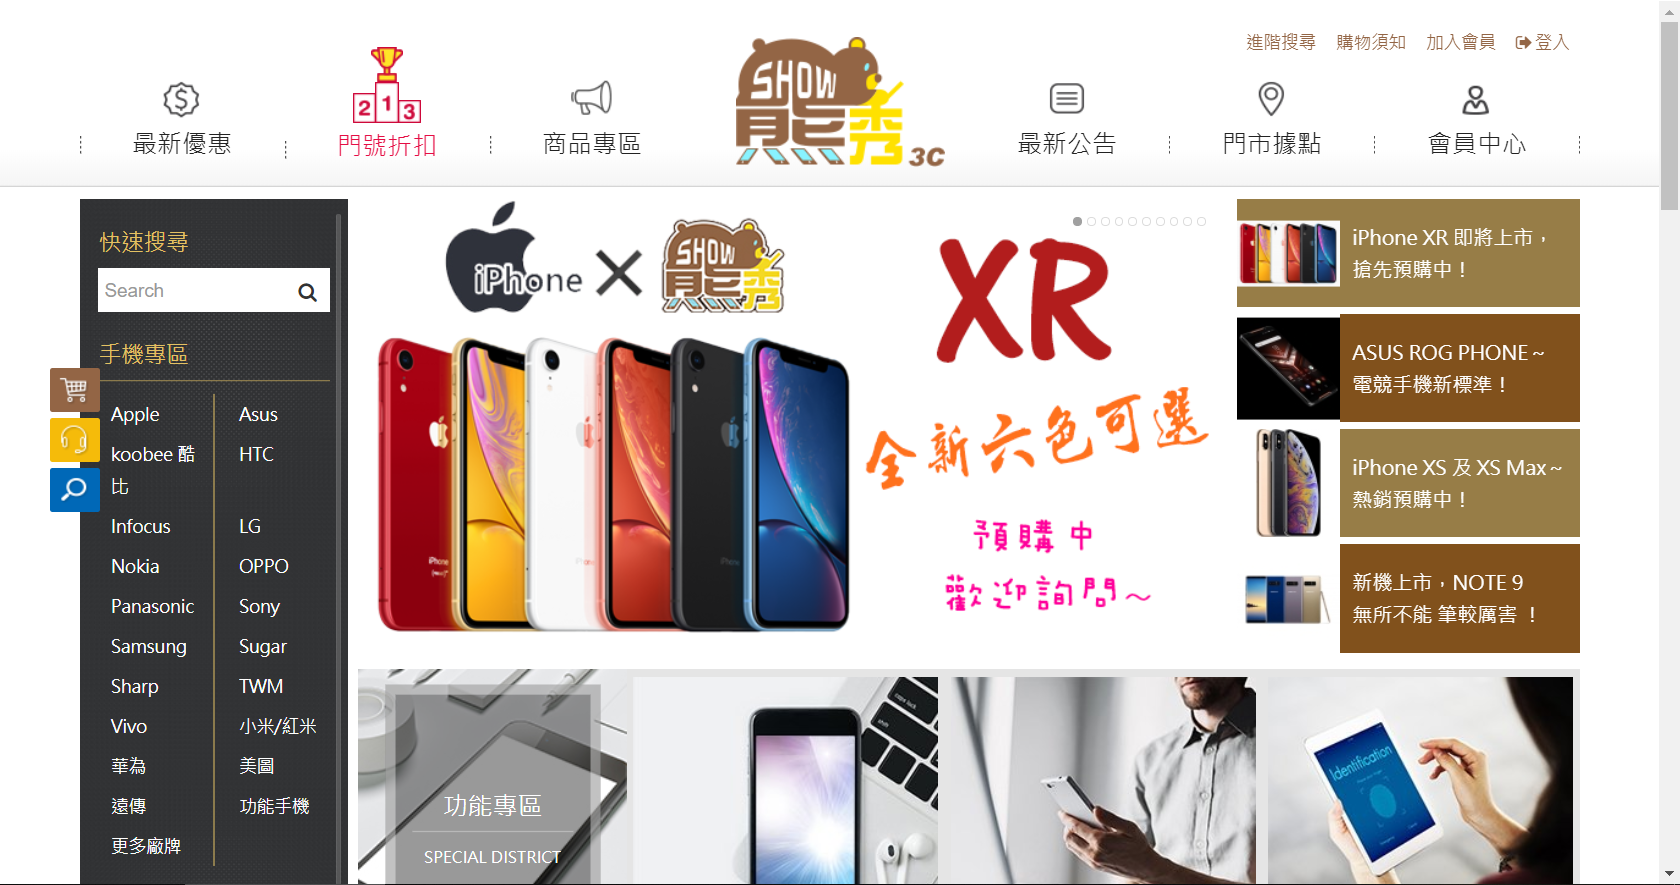 進階搜尋 購物須知 加入會員 登入
最新優惠
2 1 3
門號折扣
商品專區
SHOW
熊秀 3C
最新公告
門市據點
會員中心
快速搜尋
Search
手機專區
Apple
Asus
koobee 酷比
HTC
Infocus
LG
Nokia
OPPO
Panasonic
Sony
Samsung
Sugar
Sharp
TWM
Vivo
小米/紅米
華為
美圖
遠傳
功能手機
更多廠牌
iPhone X SHOW 熊秀
XR
全新六色可選
預購中
歡迎詢問~
iPhone
iPhone XR 即將上市，
搶先預購中！
ASUS ROG PHONE～
電競手機新標準！
iPhone XS 及 XS Max～
熱銷預購中！
新機上市，NOTE 9
無所不能 筆較厲害 ！
功能專區
SPECIAL DISTRICT
caps lock
shift
Identification